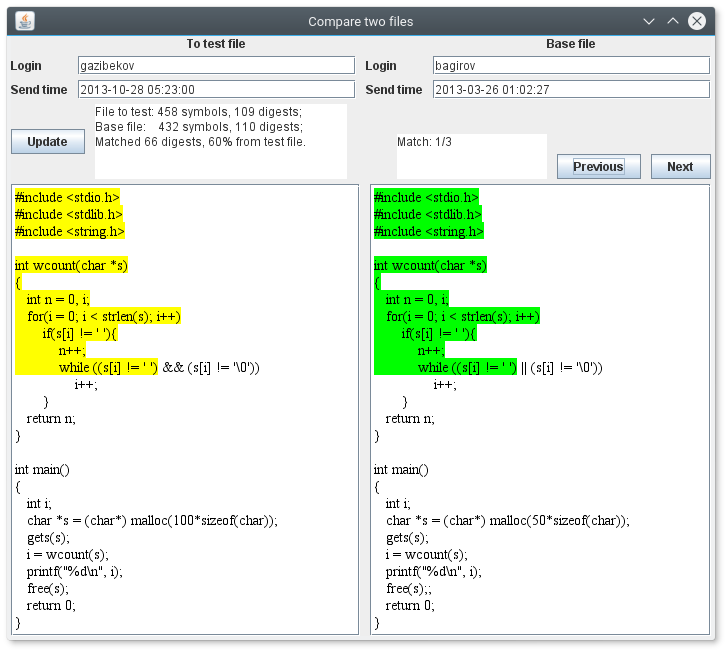 Compare two files
To test file
Base file
Login gazibekov
Login bagirov
Send time 2013-10-28 05:23:00
Send time 2013-03-26 01:02:27
File to test: 458 symbols, 109 digests;
Base file: 432 symbols, 110 digests;
Matched 66 digests, 60% from test file.
Update
Match: 1/3
Previous
Next
#include <stdio.h>
#include <stdlib.h>
#include <string.h>

int wcount(char *s)
{
    int n = 0, i;
    for(i = 0; i < strlen(s); i++)
        if(s[i] != ' '){
            n++;
            while ((s[i] != ' ') && (s[i] != '\0'))
                i++;
        }
    return n;
}

int main()
{
    int i;
    char *s = (char*) malloc(100*sizeof(char));
    gets(s);
    i = wcount(s);
    printf("%d\n", i);
    free(s);
    return 0;
}
#include <stdio.h>
#include <stdlib.h>
#include <string.h>

int wcount(char *s)
{
    int n = 0, i;
    for(i = 0; i < strlen(s); i++)
        if(s[i] != ' '){
            n++;
            while ((s[i] != ' ') || (s[i] != '\0'))
                i++;
        }
    return n;
}

int main()
{
    int i;
    char *s = (char*) malloc(50*sizeof(char));
    gets(s);
    i = wcount(s);
    printf("%d\n", i);
    free(s);;
    return 0;
}